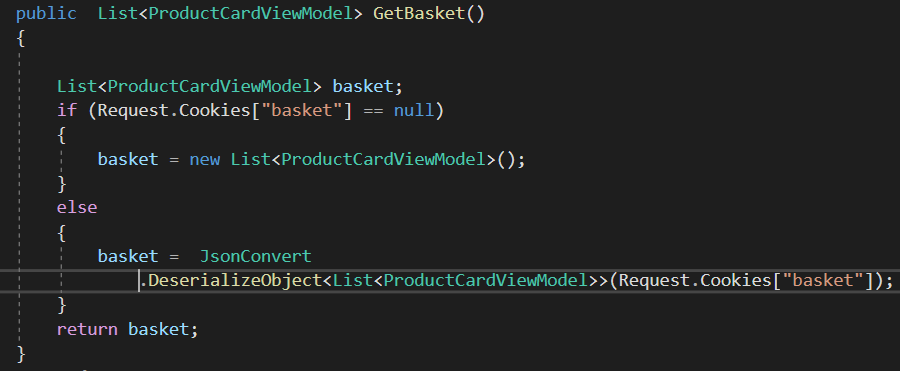 public  List<ProductCardViewModel> GetBasket()
{
List<ProductCardViewModel> basket;
if (Request.Cookies["basket"] == null)
{
basket = new List<ProductCardViewModel>();
}
else
{
basket =  JsonConvert
.DeserializeObject<List<ProductCardViewModel>>(Request.Cookies["basket"]);
}
return basket;
}